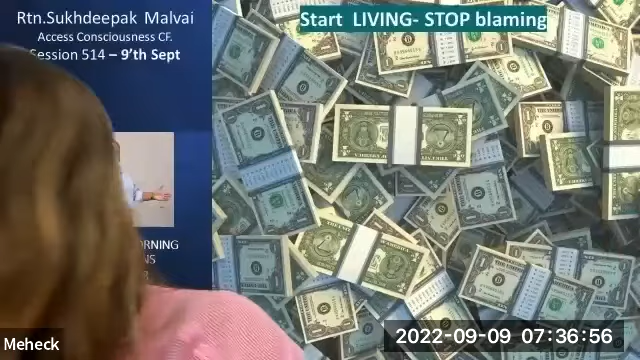 Rtn.Sukhdeepak Malvai
Start LIVING- STOP blaming
Access Consciousness CF.
Session 514 – 9'th Sept
ORNING
Meheck
2022-09-09 07:36:56